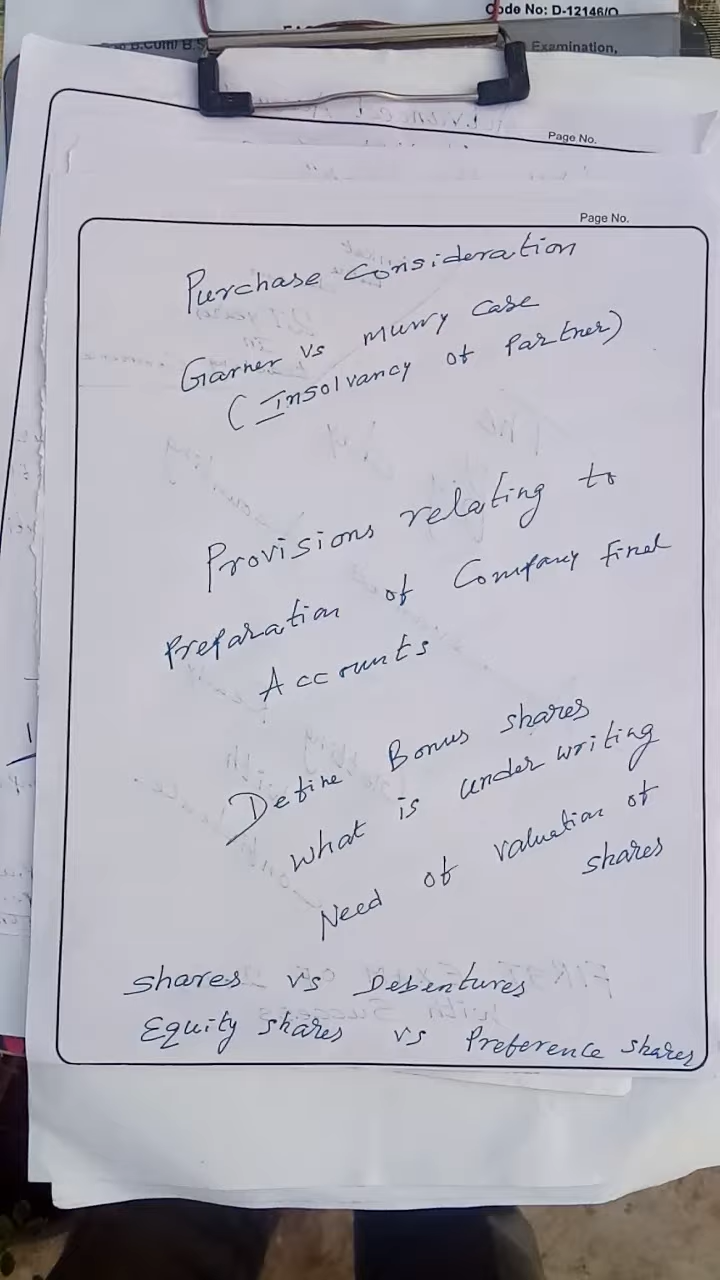 Code No: D-12146/O
B.Com/ B.S
Examination,
Page No.
Page No.
Purchase Consideration
Garner vs Murry Case
(Insolvancy of Partner)
Provisions relating to
Preparation of Company Final
Accounts
Define Bonus shares
What is under writing
Need of valuation of
shares
Shares vs Debentures
Equity shares vs Preference shares